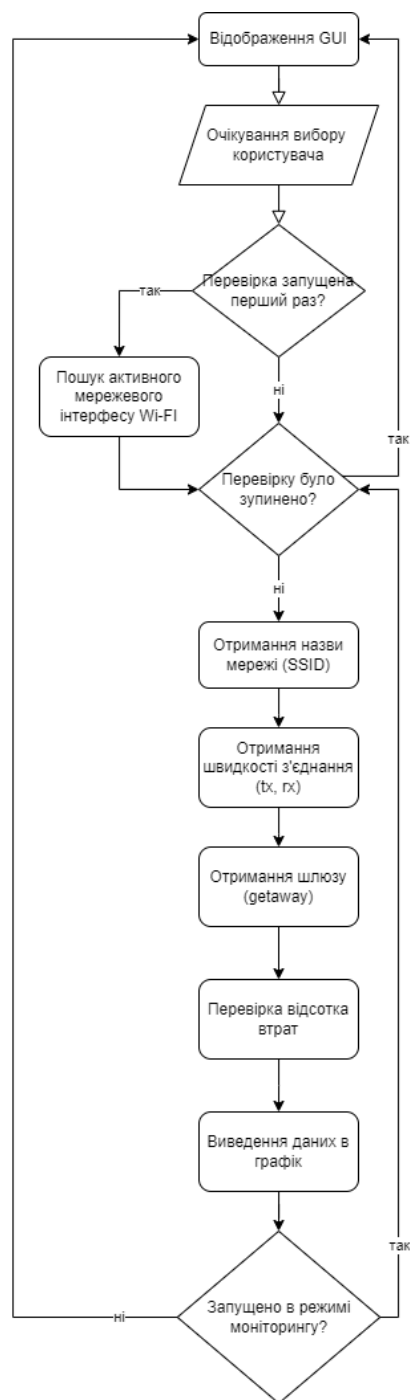 Відображення GUI
Очікування вибору
користувача
Перевірка запущена
перший раз?
так
Пошук активного
мережевого
інтерфесу Wi-FI
ні
так
Перевірку було
зупинено?
ні
Отримання назви
мережі (SSID)
Отримання
швидкості з'єднання
(tx, rx)
Отримання шлюзу
(getaway)
Перевірка відсотка
втрат
Виведення даних в
графік
так
Запущено в режимі
моніторингу?
ні